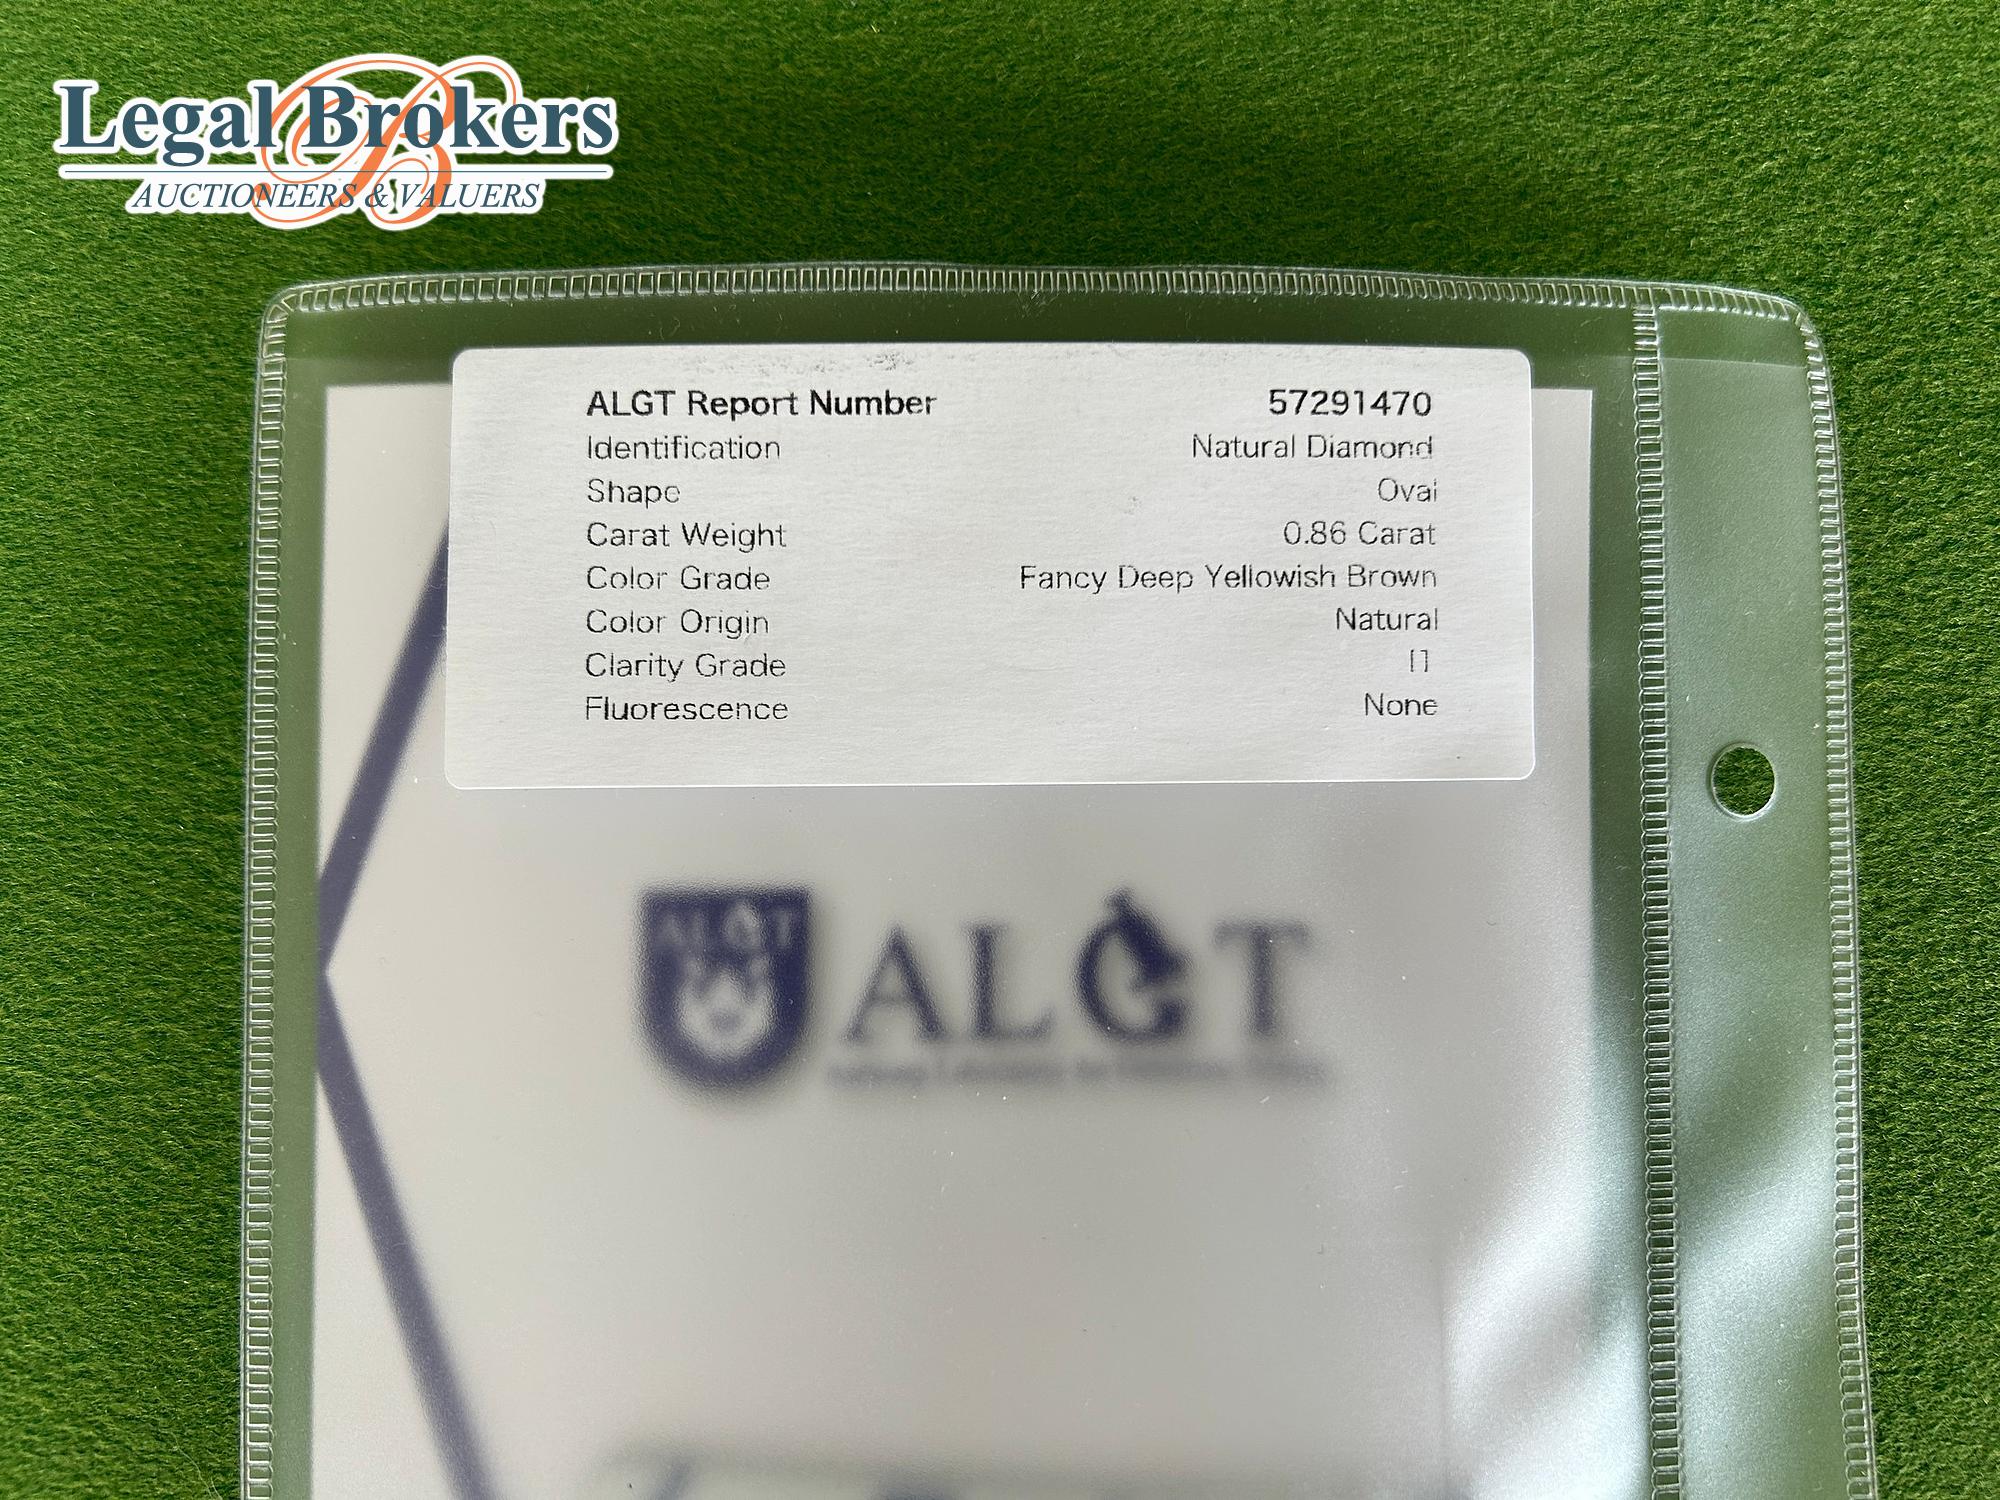 Legal Brokers
AUCTIONEERS & VALUERS
ALGT Report Number 57291470
Identification Natural Diamond
Shape Oval
Carat Weight 0.86 Carat
Color Grade Fancy Deep Yellowish Brown
Color Origin Natural
Clarity Grade I1
Fluorescence None
ALGT
ALGT